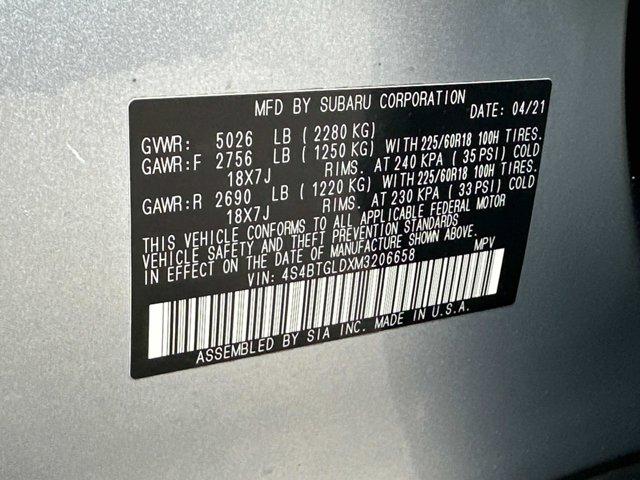 MFD BY SUBARU CORPORATION DATE: 04/21
GVWR: 5026 LB ( 2280 KG)
GAWR:F 2756 LB ( 1250 KG) WITH 225/60R18 100H TIRES.
18X7J RIMS. AT 240 KPA ( 35 PSI) COLD
GAWR:R 2690 LB ( 1220 KG) WITH 225/60R18 100H TIRES.
18X7J RIMS. AT 230 KPA ( 33 PSI) COLD
THIS VEHICLE CONFORMS TO ALL APPLICABLE FEDERAL MOTOR
VEHICLE SAFETY AND THEFT PREVENTION STANDARDS
IN EFFECT ON THE DATE OF MANUFACTURE SHOWN ABOVE.
VIN: 4S4BTGLDXM3206658 MPV
ASSEMBLED BY SIA INC. MADE IN U.S.A.